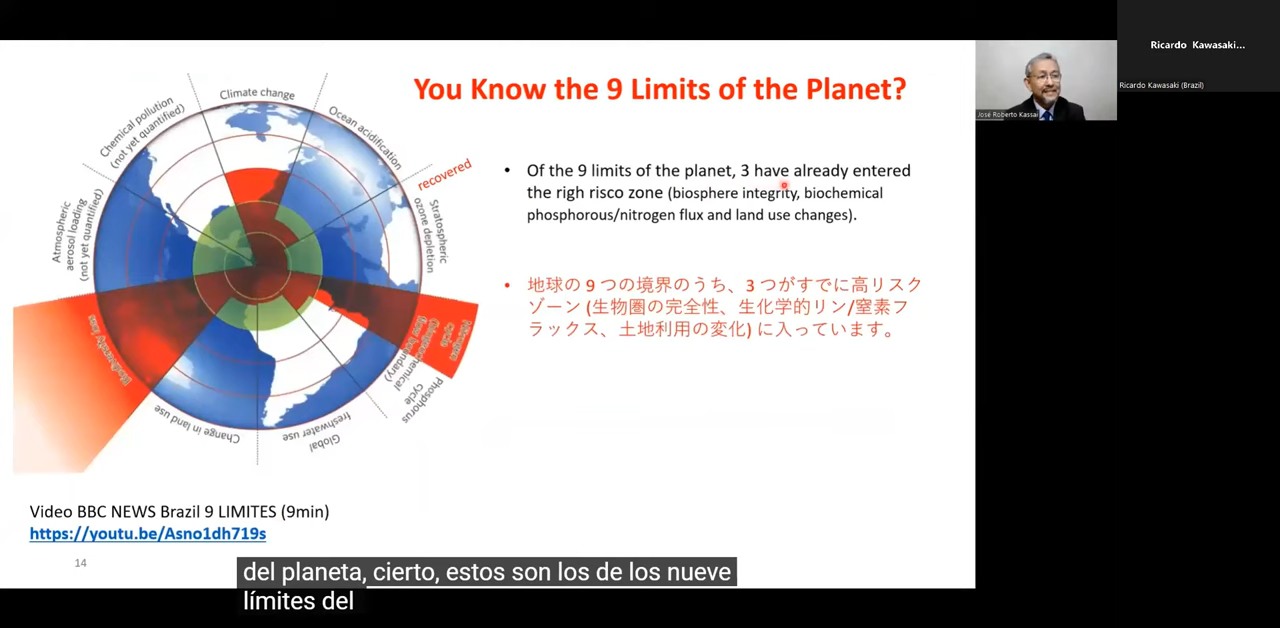 You Know the 9 Limits of the Planet?
Climate change
Ocean acidification
recovered
Stratospheric
ozone depletion
Nitrogen
cycle
(biogeochemical
flow boundary)
Phosphorus
cycle
Global
freshwater use
Change in land use
Biodiversity loss
Atmospheric
aerosol loading
(not yet quantified)
Chemical pollution
(not yet quantified)
• Of the 9 limits of the planet, 3 have already entered
the righ risco zone (biosphere integrity, biochemical
phosphorous/nitrogen flux and land use changes).
• 地球の 9 つの境界のうち、3 つがすでに高リスク
ゾーン (生物圏の完全性、生化学的リン/窒素フ
ラックス、土地利用の変化) に入っています。
Video BBC NEWS Brazil 9 LIMITES (9min)
https://youtu.be/Asno1dh719s
14
del planeta, cierto, estos son los de los nueve
límites del
José Roberto Kassai
Ricardo Kawasaki...
Ricardo Kawasaki (Brazil)